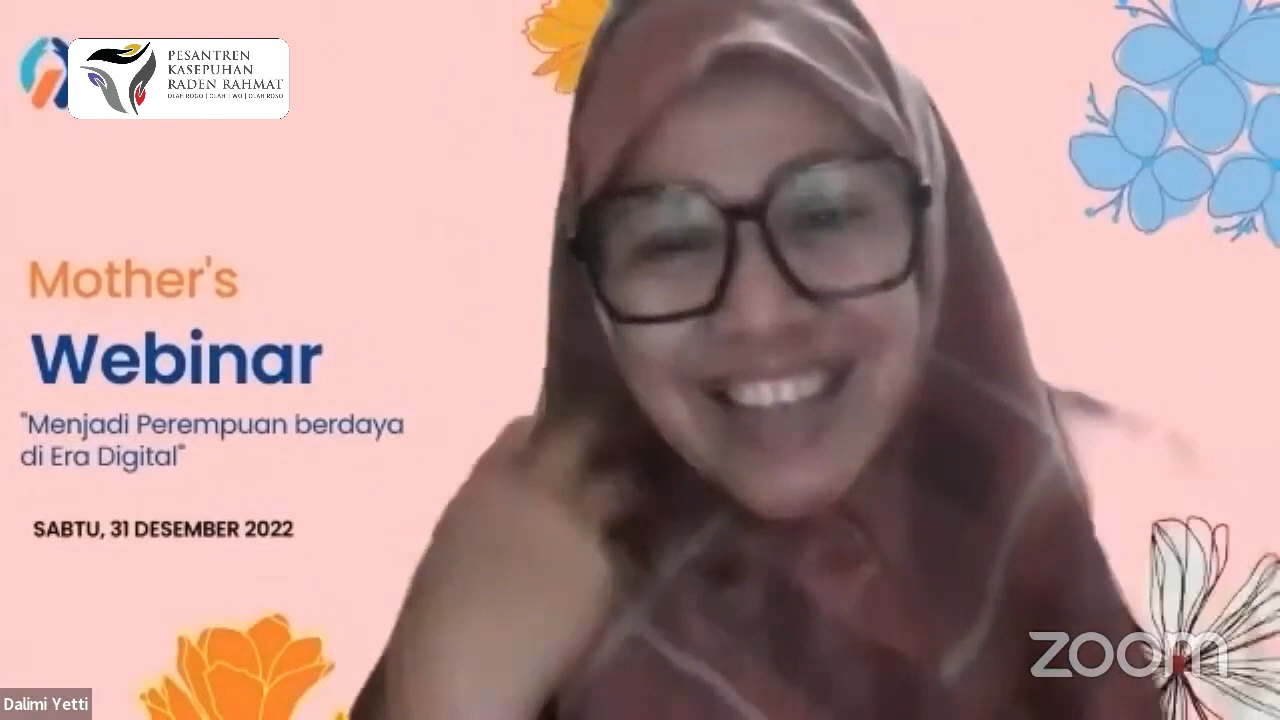 PESANTREN
KASEPUHAN
RADEN RAHMAT
Mother's
Webinar
"Menjadi Perempuan berdaya
di Era Digital"
SABTU, 31 DESEMBER 2022
zoom
Dalimi Yetti